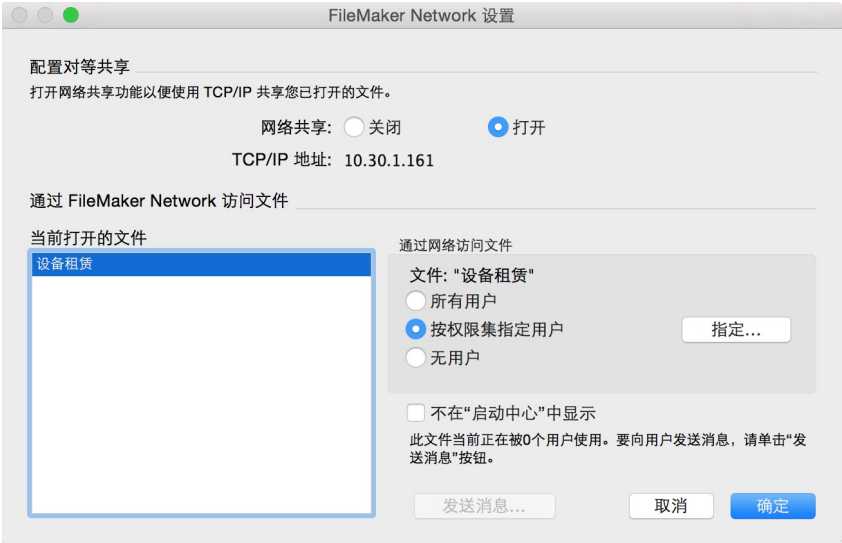 FileMaker Network 设置
配置对等共享
打开网络共享功能以便使用 TCP/IP 共享您已打开的文件。
网络共享: 关闭 打开
TCP/IP 地址: 10.30.1.161
通过 FileMaker Network 访问文件
当前打开的文件
设备租赁
通过网络访问文件
文件: "设备租赁"
所有用户
按权限集指定用户 指定...
无用户
不在“启动中心”中显示
此文件当前正在被0个用户使用。要向用户发送消息，请单击“发
送消息”按钮。
发送消息... 取消 确定